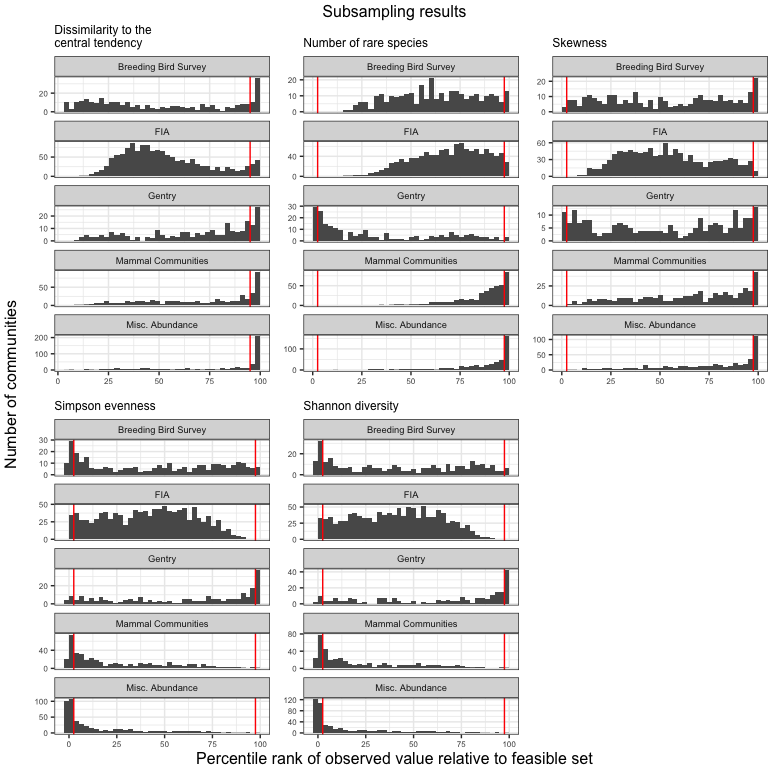 Subsampling results
Dissimilarity to the
central tendency
Number of rare species
Skewness
Breeding Bird Survey
Breeding Bird Survey
Breeding Bird Survey
20
0
20
10
0
20
10
0
FIA
FIA
FIA
50
0
40
0
60
30
0
Gentry
Gentry
Gentry
20
10
0
30
20
10
0
10
5
0
Mammal Communities
Mammal Communities
Mammal Communities
50
0
50
0
25
0
Misc. Abundance
Misc. Abundance
Misc. Abundance
200
100
0
100
0
100
50
0
0 25 50 75 100
0 25 50 75 100
0 25 50 75 100
Number of communities
Simpson evenness
Shannon diversity
Breeding Bird Survey
Breeding Bird Survey
30
20
10
0
20
0
FIA
FIA
50
25
0
50
25
0
Gentry
Gentry
20
0
40
20
0
Mammal Communities
Mammal Communities
40
0
80
40
0
Misc. Abundance
Misc. Abundance
100
50
0
120
80
40
0
0 25 50 75 100
0 25 50 75 100
Percentile rank of observed value relative to feasible set